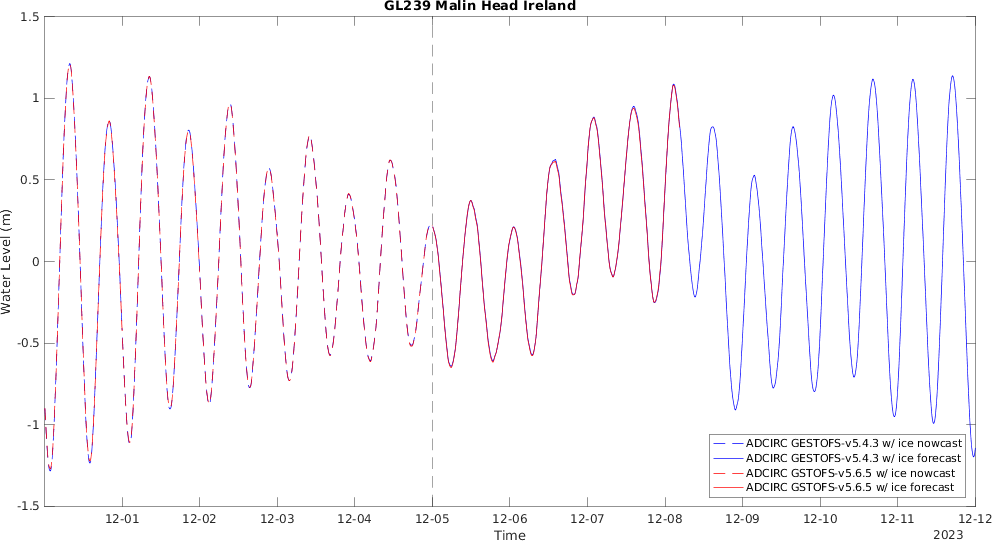 GL239 Malin Head Ireland
1.5
1
0.5
0
-0.5
-1
-1.5
Water Level (m)
12-01 12-02 12-03 12-04 12-05 12-06 12-07 12-08 12-09 12-10 12-11 12-12
Time
2023
ADCIRC GESTOFS-v5.4.3 w/ ice nowcast
ADCIRC GESTOFS-v5.4.3 w/ ice forecast
ADCIRC GSTOFS-v5.6.5 w/ ice nowcast
ADCIRC GSTOFS-v5.6.5 w/ ice forecast